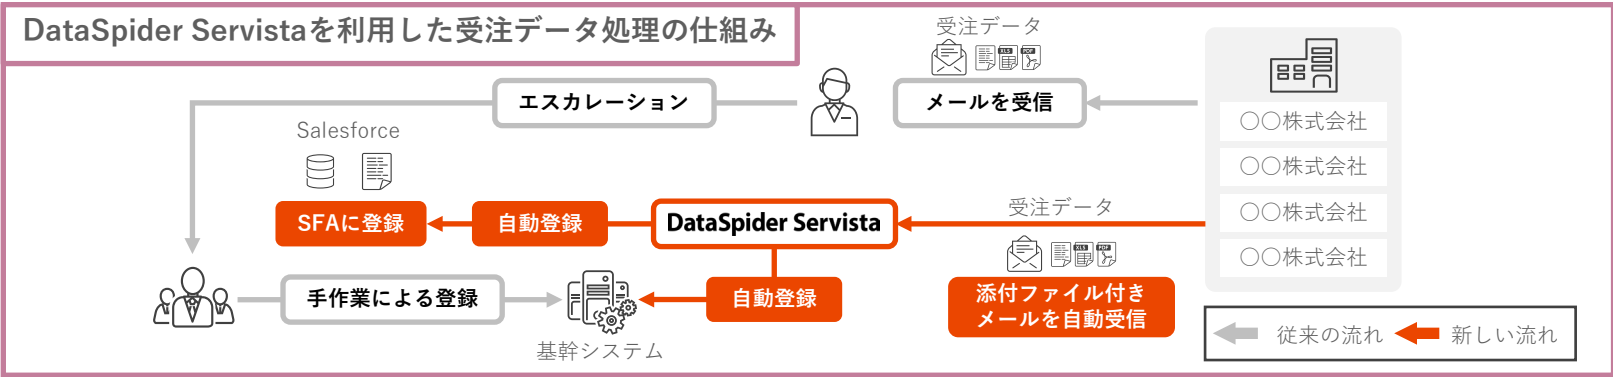 DataSpider Servistaを利用した受注データ処理の仕組み
受注データ
XLS
PDF
エスカレーション
メールを受信
〇〇株式会社
〇〇株式会社
〇〇株式会社
〇〇株式会社
Salesforce
SFAに登録
自動登録
DataSpider Servista
受注データ
XLS
PDF
手作業による登録
自動登録
添付ファイル付き
メールを自動受信
基幹システム
従来の流れ
新しい流れ